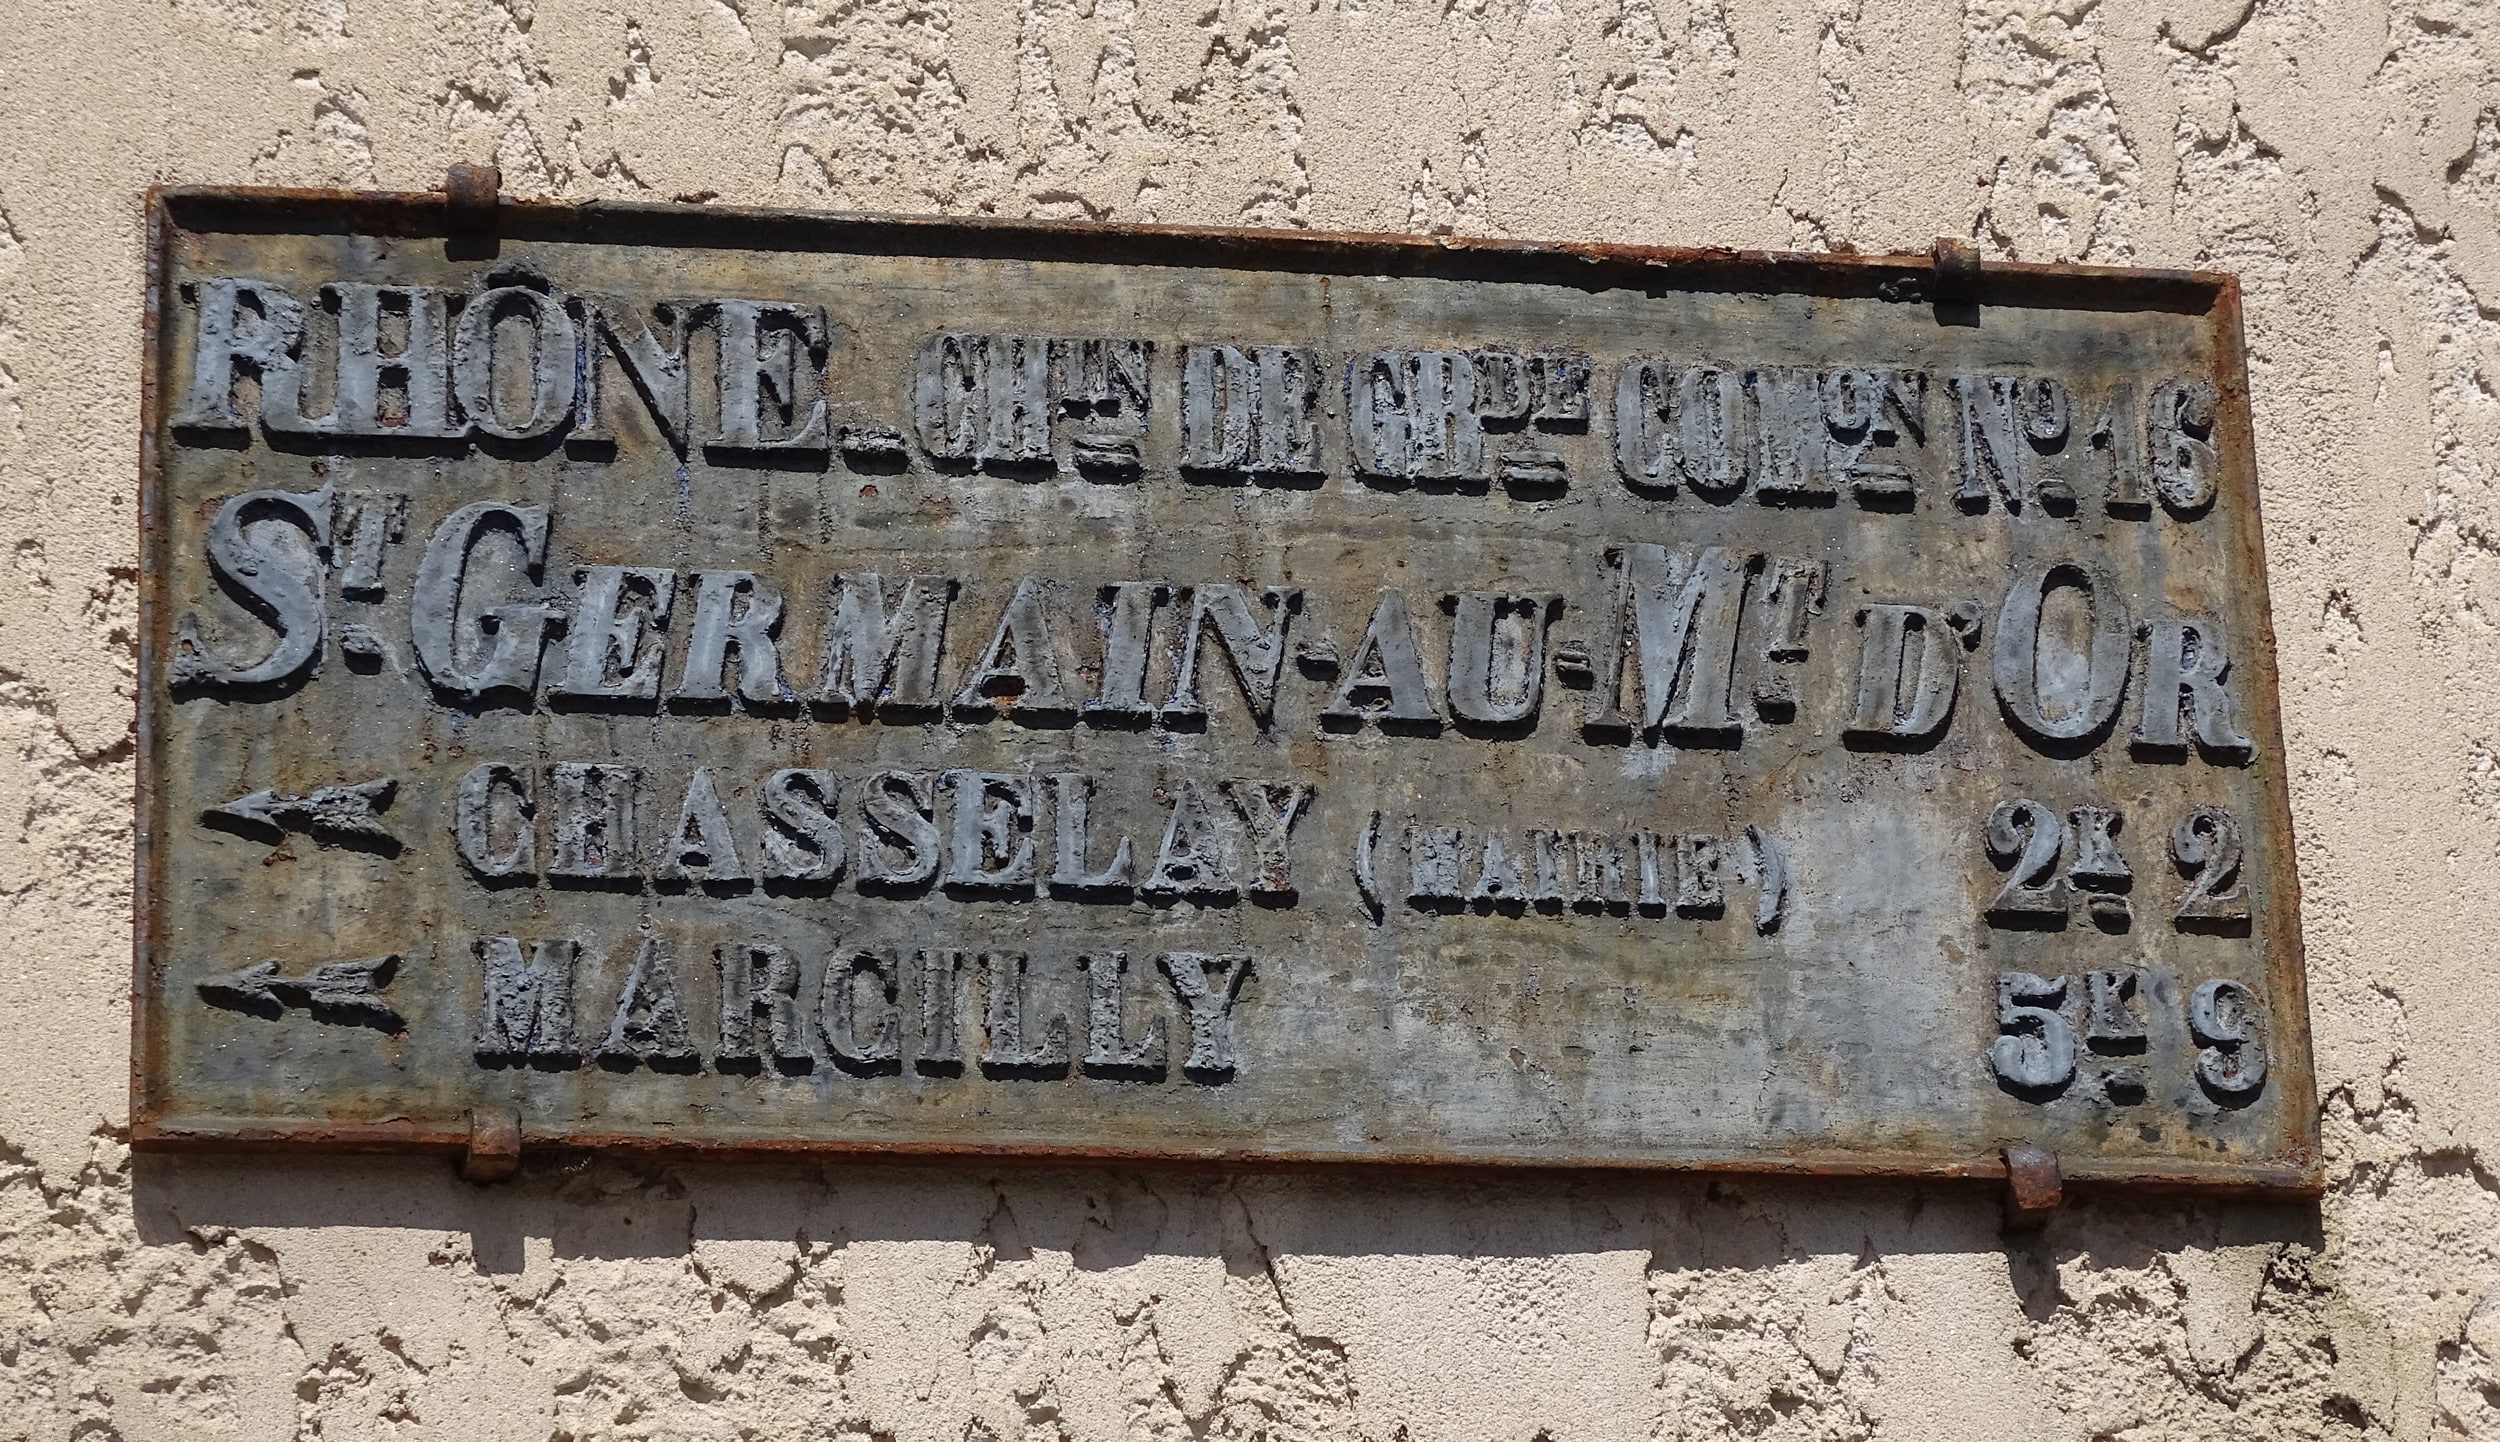 RHÔNE - CHIN DE GRDE COMON No. 16
ST GERMAIN-AU-MT D'OR
CHASSELAY (MAIRIE) 2K 2
MARCILLY 5K 9